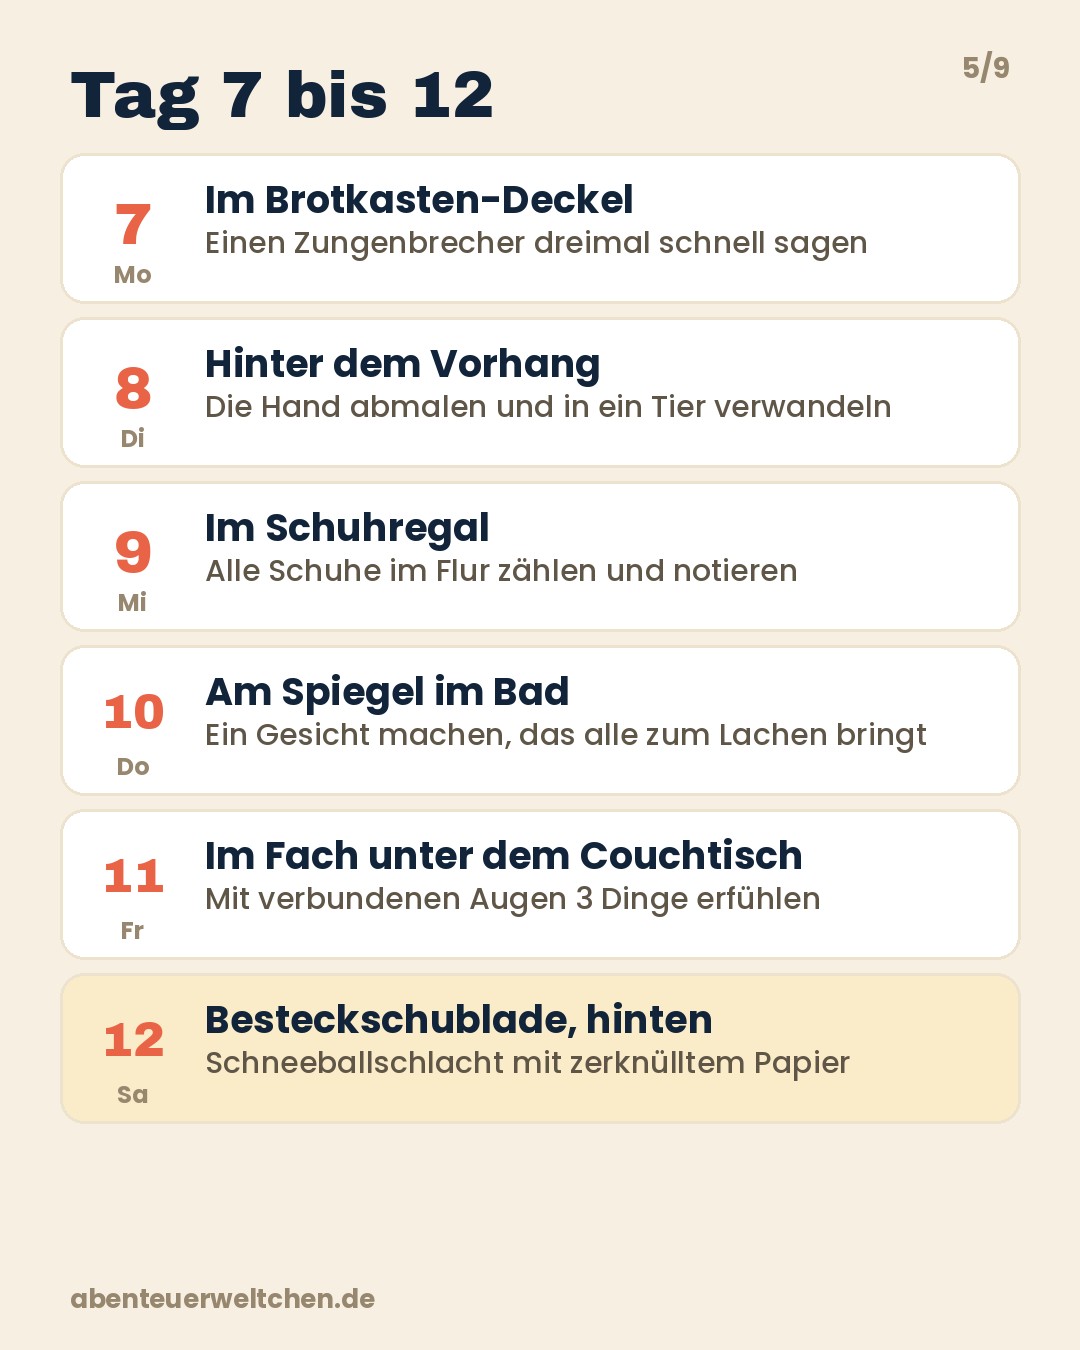 Tag 7 bis 12
5/9
7
Mo
Im Brotkasten-Deckel
Einen Zungenbrecher dreimal schnell sagen
8
Di
Hinter dem Vorhang
Die Hand abmalen und in ein Tier verwandeln
9
Mi
Im Schuhregal
Alle Schuhe im Flur zählen und notieren
10
Do
Am Spiegel im Bad
Ein Gesicht machen, das alle zum Lachen bringt
11
Fr
Im Fach unter dem Couchtisch
Mit verbundenen Augen 3 Dinge erfühlen
12
Sa
Besteckschublade, hinten
Schneeballschlacht mit zerknülltem Papier
abenteuerweltchen.de